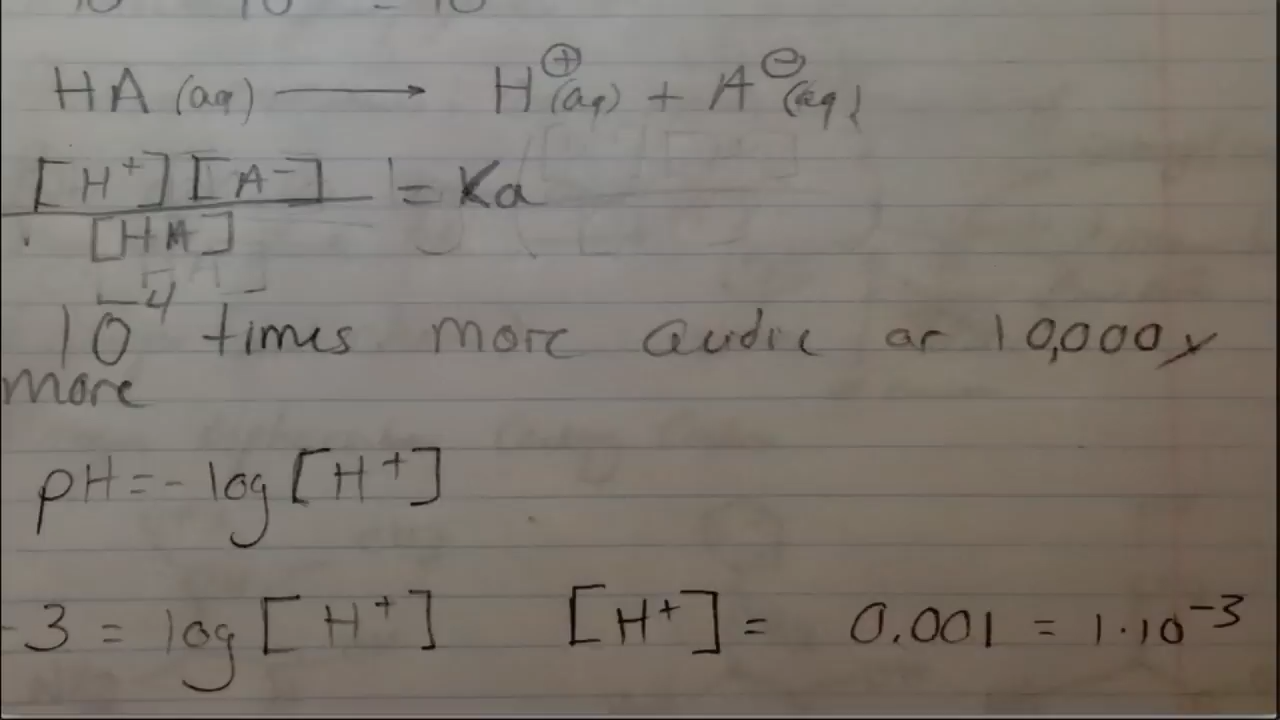 HA (aq) ⟶ H⊕(aq) + A⊖(aq)
[H⁺][A⁻] = Ka
[HA]
10⁻⁴ times more acidic or 10,000x
more
pH = - log [H⁺]
- 3 = log [H⁺] [H⁺] = 0.001 = 1·10⁻³